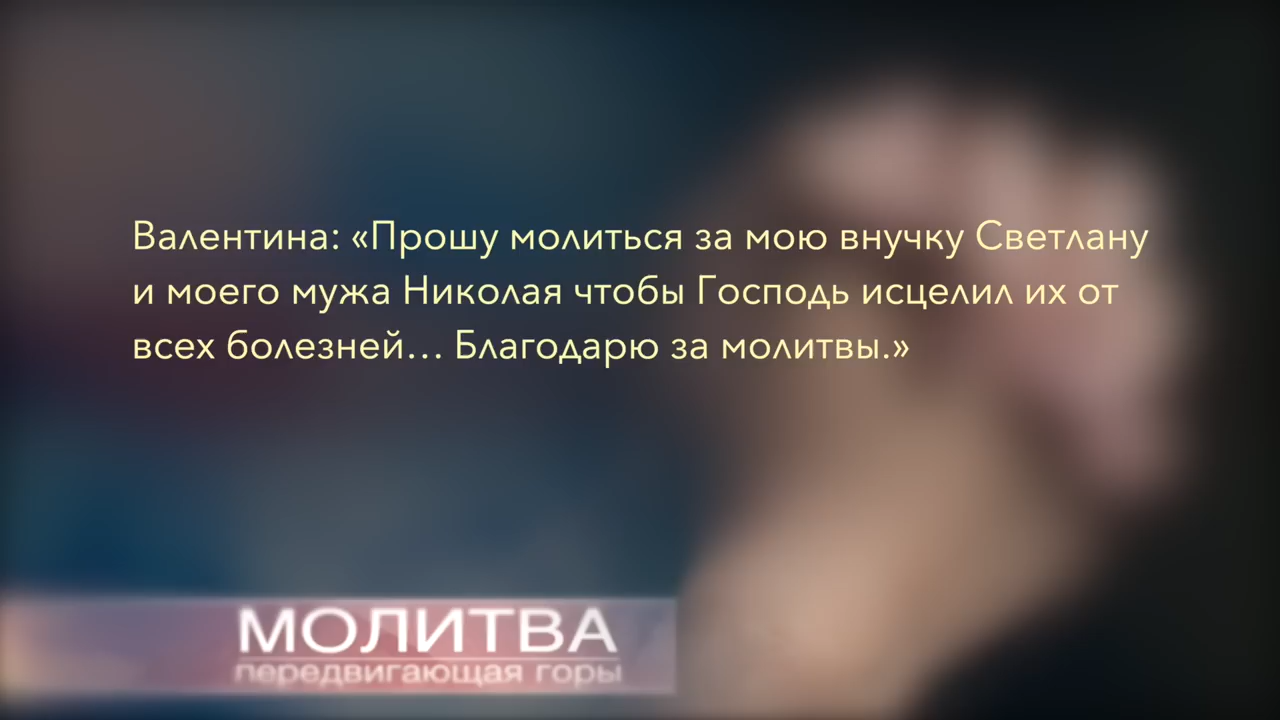 Валентина: «Прошу молиться за мою внучку Светлану
и моего мужа Николая чтобы Господь исцелил их от
всех болезней... Благодарю за молитвы.»
МОЛИТВА
передвигающая горы